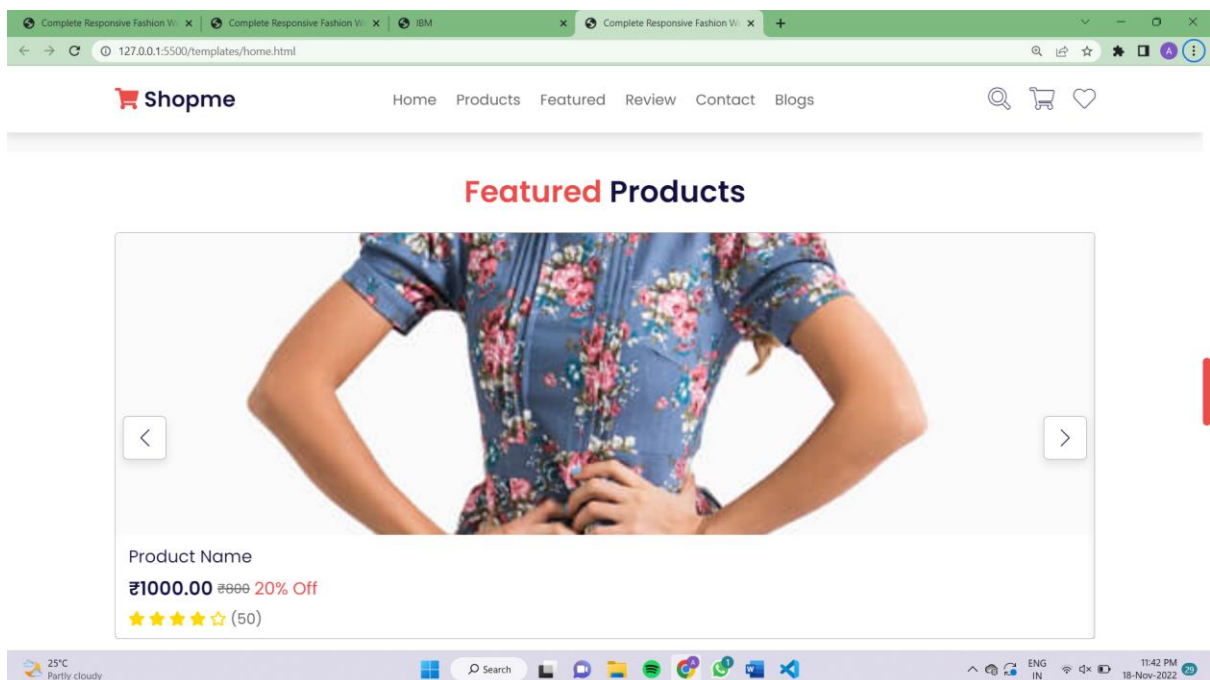 Complete Responsive Fashion W
Complete Responsive Fashion W
IBM
Complete Responsive Fashion W
127.0.0.1:5500/templates/home.html
A
Shopme
Home Products Featured Review Contact Blogs
Featured Products
Product Name
₹1000.00 ₹800 20% Off
(50)
25°C
Partly cloudy
Search
ENG
IN
11:42 PM
18-Nov-2022
29